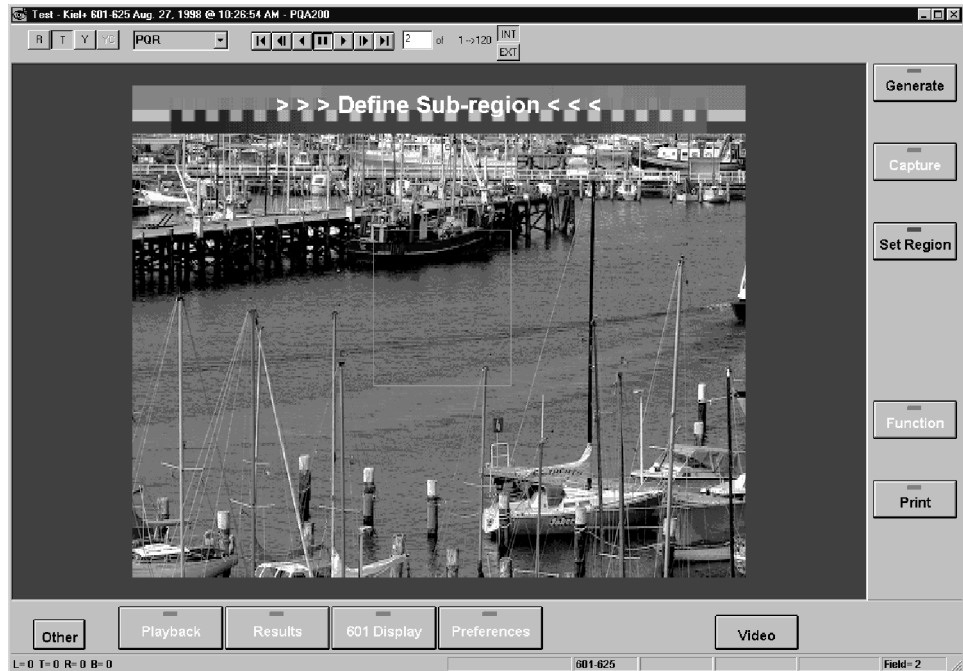 Test - Kiel+ 601-625 Aug. 27, 1998 @ 10:26:54 AM - PQA200
R T Y YC PQR 2 of 1->120 INT
EXT
> > > Define Sub-region < < <
Generate
Capture
Set Region
Function
Print
Other Playback Results 601 Display Preferences Video
L= 0 T= 0 R= 0 B= 0 601-625 Field= 2